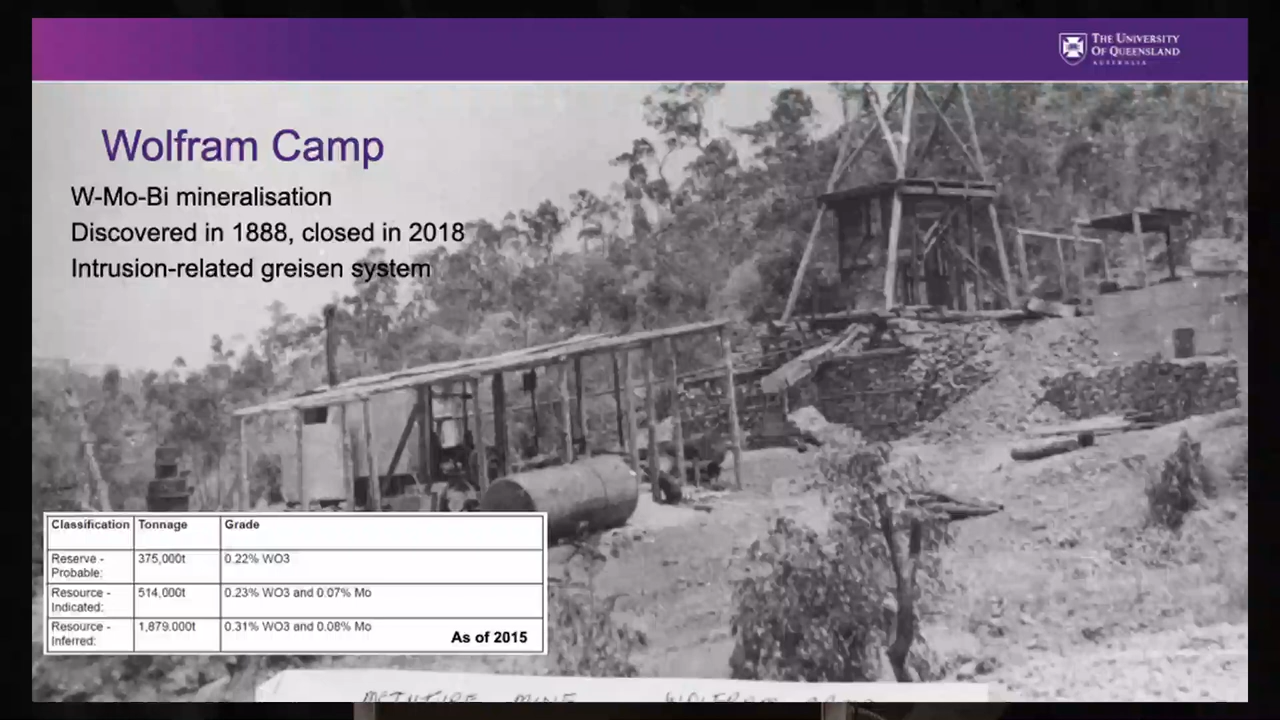 THE UNIVERSITY
OF QUEENSLAND
AUSTRALIA
Wolfram Camp
W-Mo-Bi mineralisation
Discovered in 1888, closed in 2018
Intrusion-related greisen system
Classification Tonnage Grade
Reserve - Probable: 375,000t 0.22% WO3
Resource - Indicated: 514,000t 0.23% WO3 and 0.07% Mo
Resource - Inferred: 1,879.000t 0.31% WO3 and 0.08% Mo
As of 2015
MINE